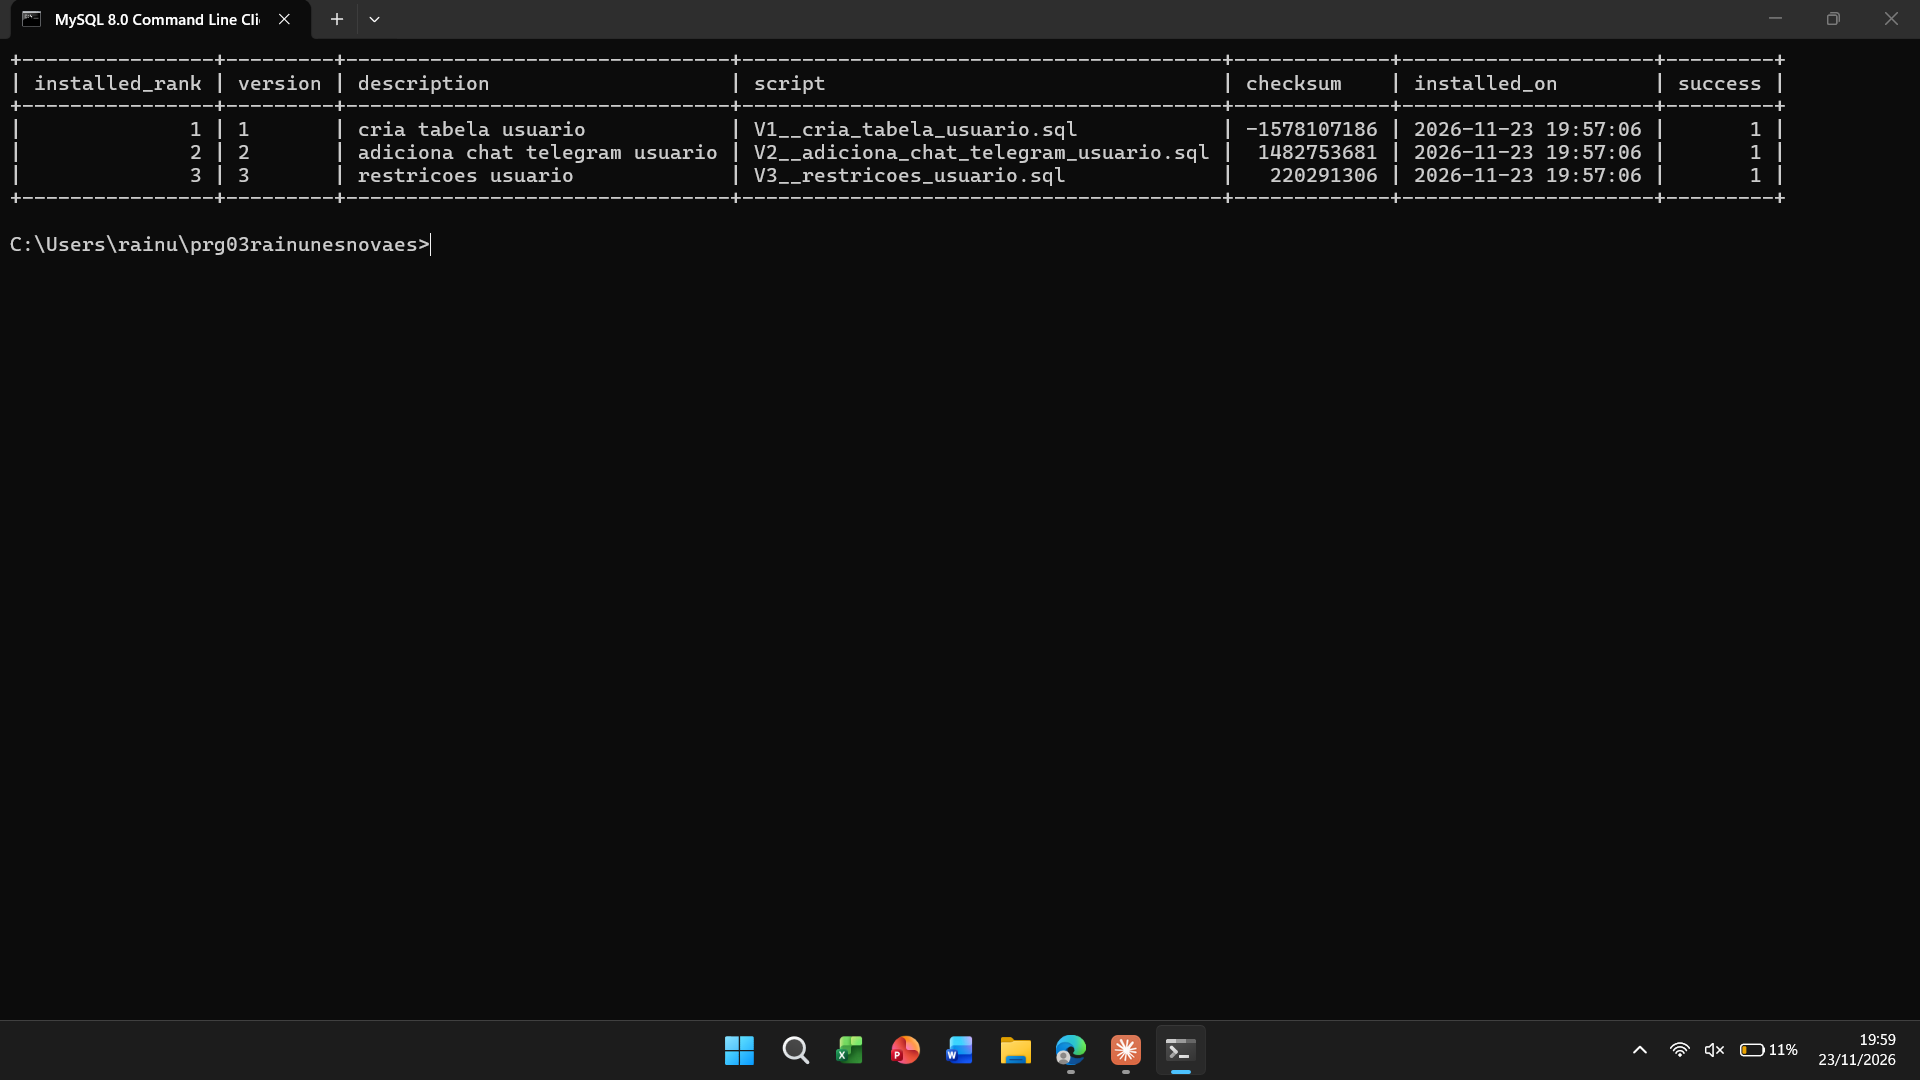 MySQL 8.0 Command Line Cli
+----------------+---------+--------------------------------+----------------------------------------+-------------+---------------------+---------+
| installed_rank | version | description                    | script                                 | checksum    | installed_on        | success |
+----------------+---------+--------------------------------+----------------------------------------+-------------+---------------------+---------+
|              1 | 1       | cria tabela usuario            | V1__cria_tabela_usuario.sql            | -1578107186 | 2026-11-23 19:57:06 |       1 |
|              2 | 2       | adiciona chat telegram usuario | V2__adiciona_chat_telegram_usuario.sql |  1482753681 | 2026-11-23 19:57:06 |       1 |
|              3 | 3       | restricoes usuario             | V3__restricoes_usuario.sql             |   220291306 | 2026-11-23 19:57:06 |       1 |
+----------------+---------+--------------------------------+----------------------------------------+-------------+---------------------+---------+
C:\Users\rainu\prg03rainunesnovaes>
11%
19:59
23/11/2026